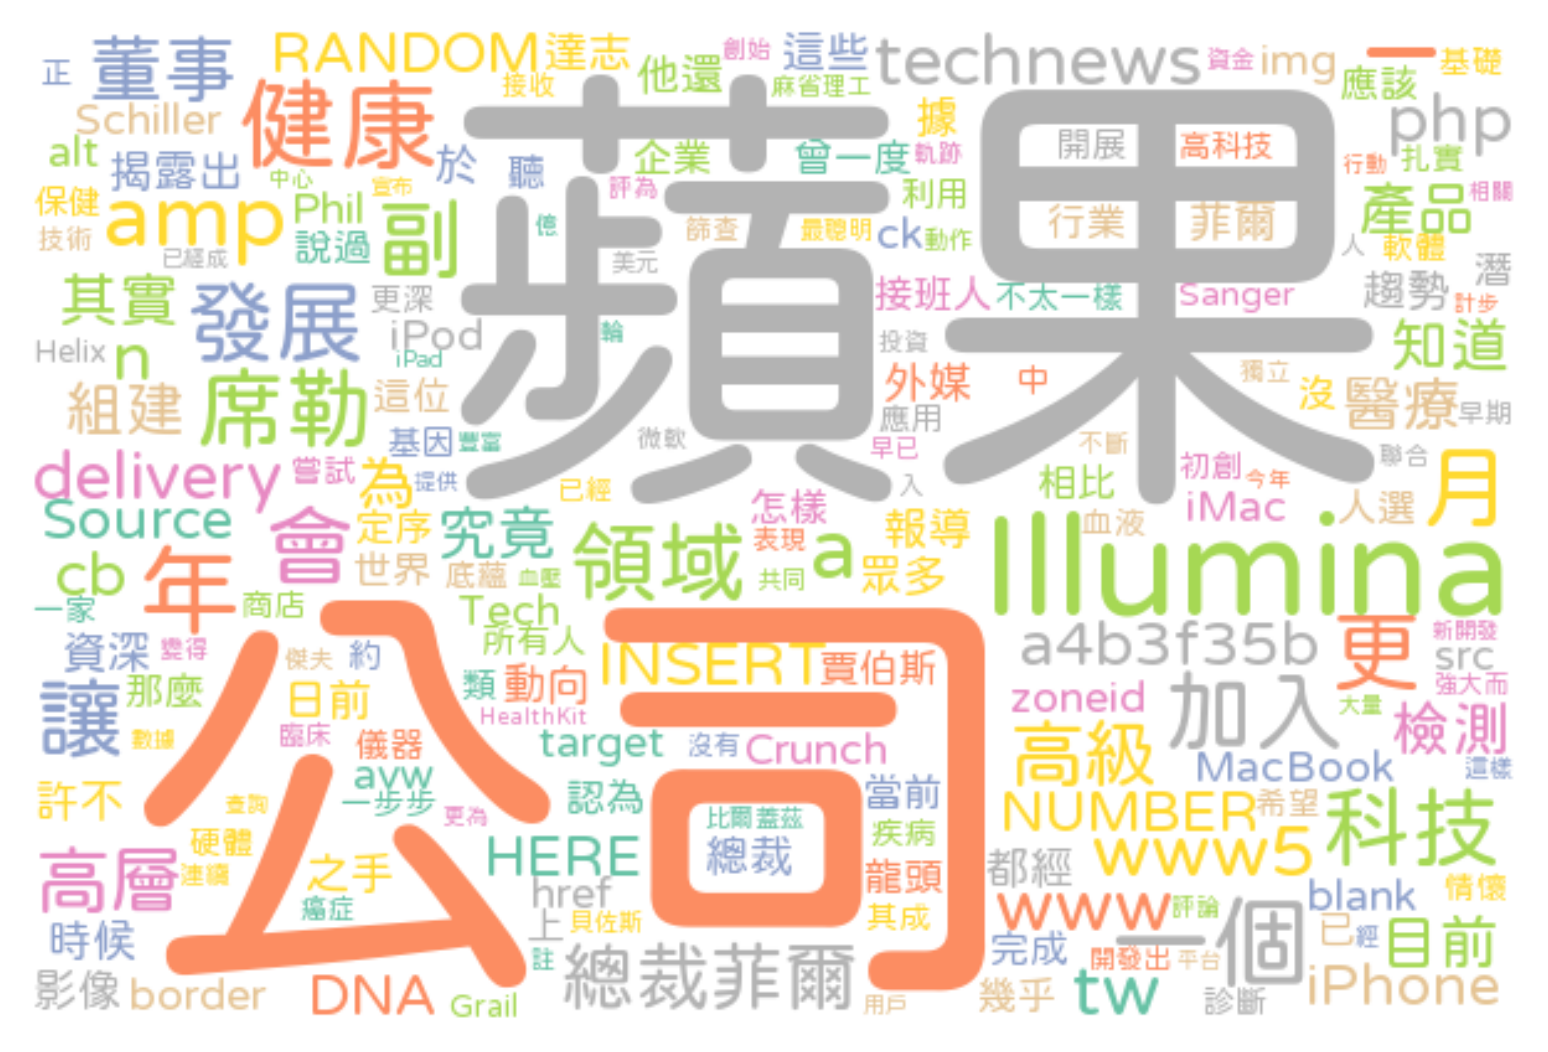 正
董事
RANDOM
達志
創始
這些
technews
資金
img
一
基礎
接收
他還
麻省理工
應該
Schiller
健康
據
php
alt
揭露出
於
聽
企業
曾一度
軌跡
開展
高科技
行動
扎實
中心
宣布
評為
保健
amp
Phil
副
利用
產品
相關
技術
說過
億
篩查
最聰明
ck
動作
行業
菲爾
人
軟體
已經成
美元
蘋果
潛
其實
發展
更深
接班人
不太一樣
Sanger
趨勢
計步
iPod
輪
投資
Helix
n
iPad
知道
組建
席勒
這位
外媒
中
獨立
沒
醫療
早期
應用
基因
豐富
微軟
早已
不斷
聯合
delivery
嘗試
為
提供
已經
入
相比
初創
今年
月
Source
會
定序
究竟
怎樣
報導
血液
iMac
人選
領域
表現
a
Illumina
cb
年
世界
底蘊
血壓
共同
眾多
一家
商店
Tech
所有人
a4b3f35b
更
新開發
資深
變得
傑夫
約
INSERT
賈伯斯
src
讓
那麼
日前
類
動向
zoneid
強大而
大量
HealthKit
加入
檢測
數據
臨床
儀器
target
沒有
Crunch
高級
公司
MacBook
這樣
許不
查詢
avw
一步步
認為
當前
NUMBER
希望
科技
更為
比爾蓋茲
硬體
疾病
高層
連續
之手
HERE
總裁
龍頭
都經
www5
癌症
href
www
評論
blank
情懷
時候
上
貝佐斯
其成
完成
一個
已
經
目前
註
開發出
平台
影像
border
DNA
Grail
總裁菲爾
用戶
幾乎
tw
診斷
iPhone